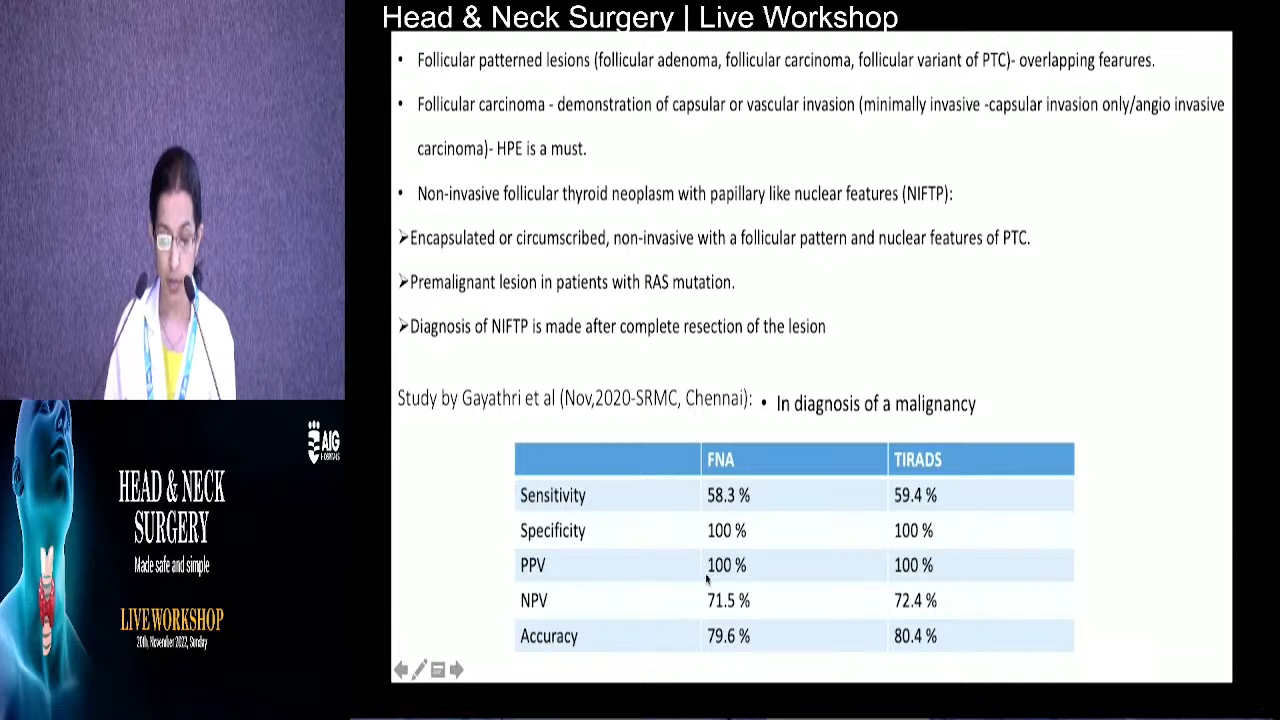 Head & Neck Surgery | Live Workshop
• Follicular patterned lesions (follicular adenoma, follicular carcinoma, follicular variant of PTC)- overlapping fearures.
• Follicular carcinoma - demonstration of capsular or vascular invasion (minimally invasive -capsular invasion only/angio invasive
carcinoma)- HPE is a must.
• Non-invasive follicular thyroid neoplasm with papillary like nuclear features (NIFTP):
➢Encapsulated or circumscribed, non-invasive with a follicular pattern and nuclear features of PTC.
➢Premalignant lesion in patients with RAS mutation.
➢Diagnosis of NIFTP is made after complete resection of the lesion
Study by Gayathri et al (Nov,2020-SRMC, Chennai): • In diagnosis of a malignancy
FNA TIRADS
Sensitivity 58.3 % 59.4 %
Specificity 100 % 100 %
PPV 100 % 100 %
NPV 71.5 % 72.4 %
Accuracy 79.6 % 80.4 %
AIG
HOSPITALS
HEAD & NECK
SURGERY
Made safe and simple
LIVE WORKSHOP
20th, November 2022, Sunday